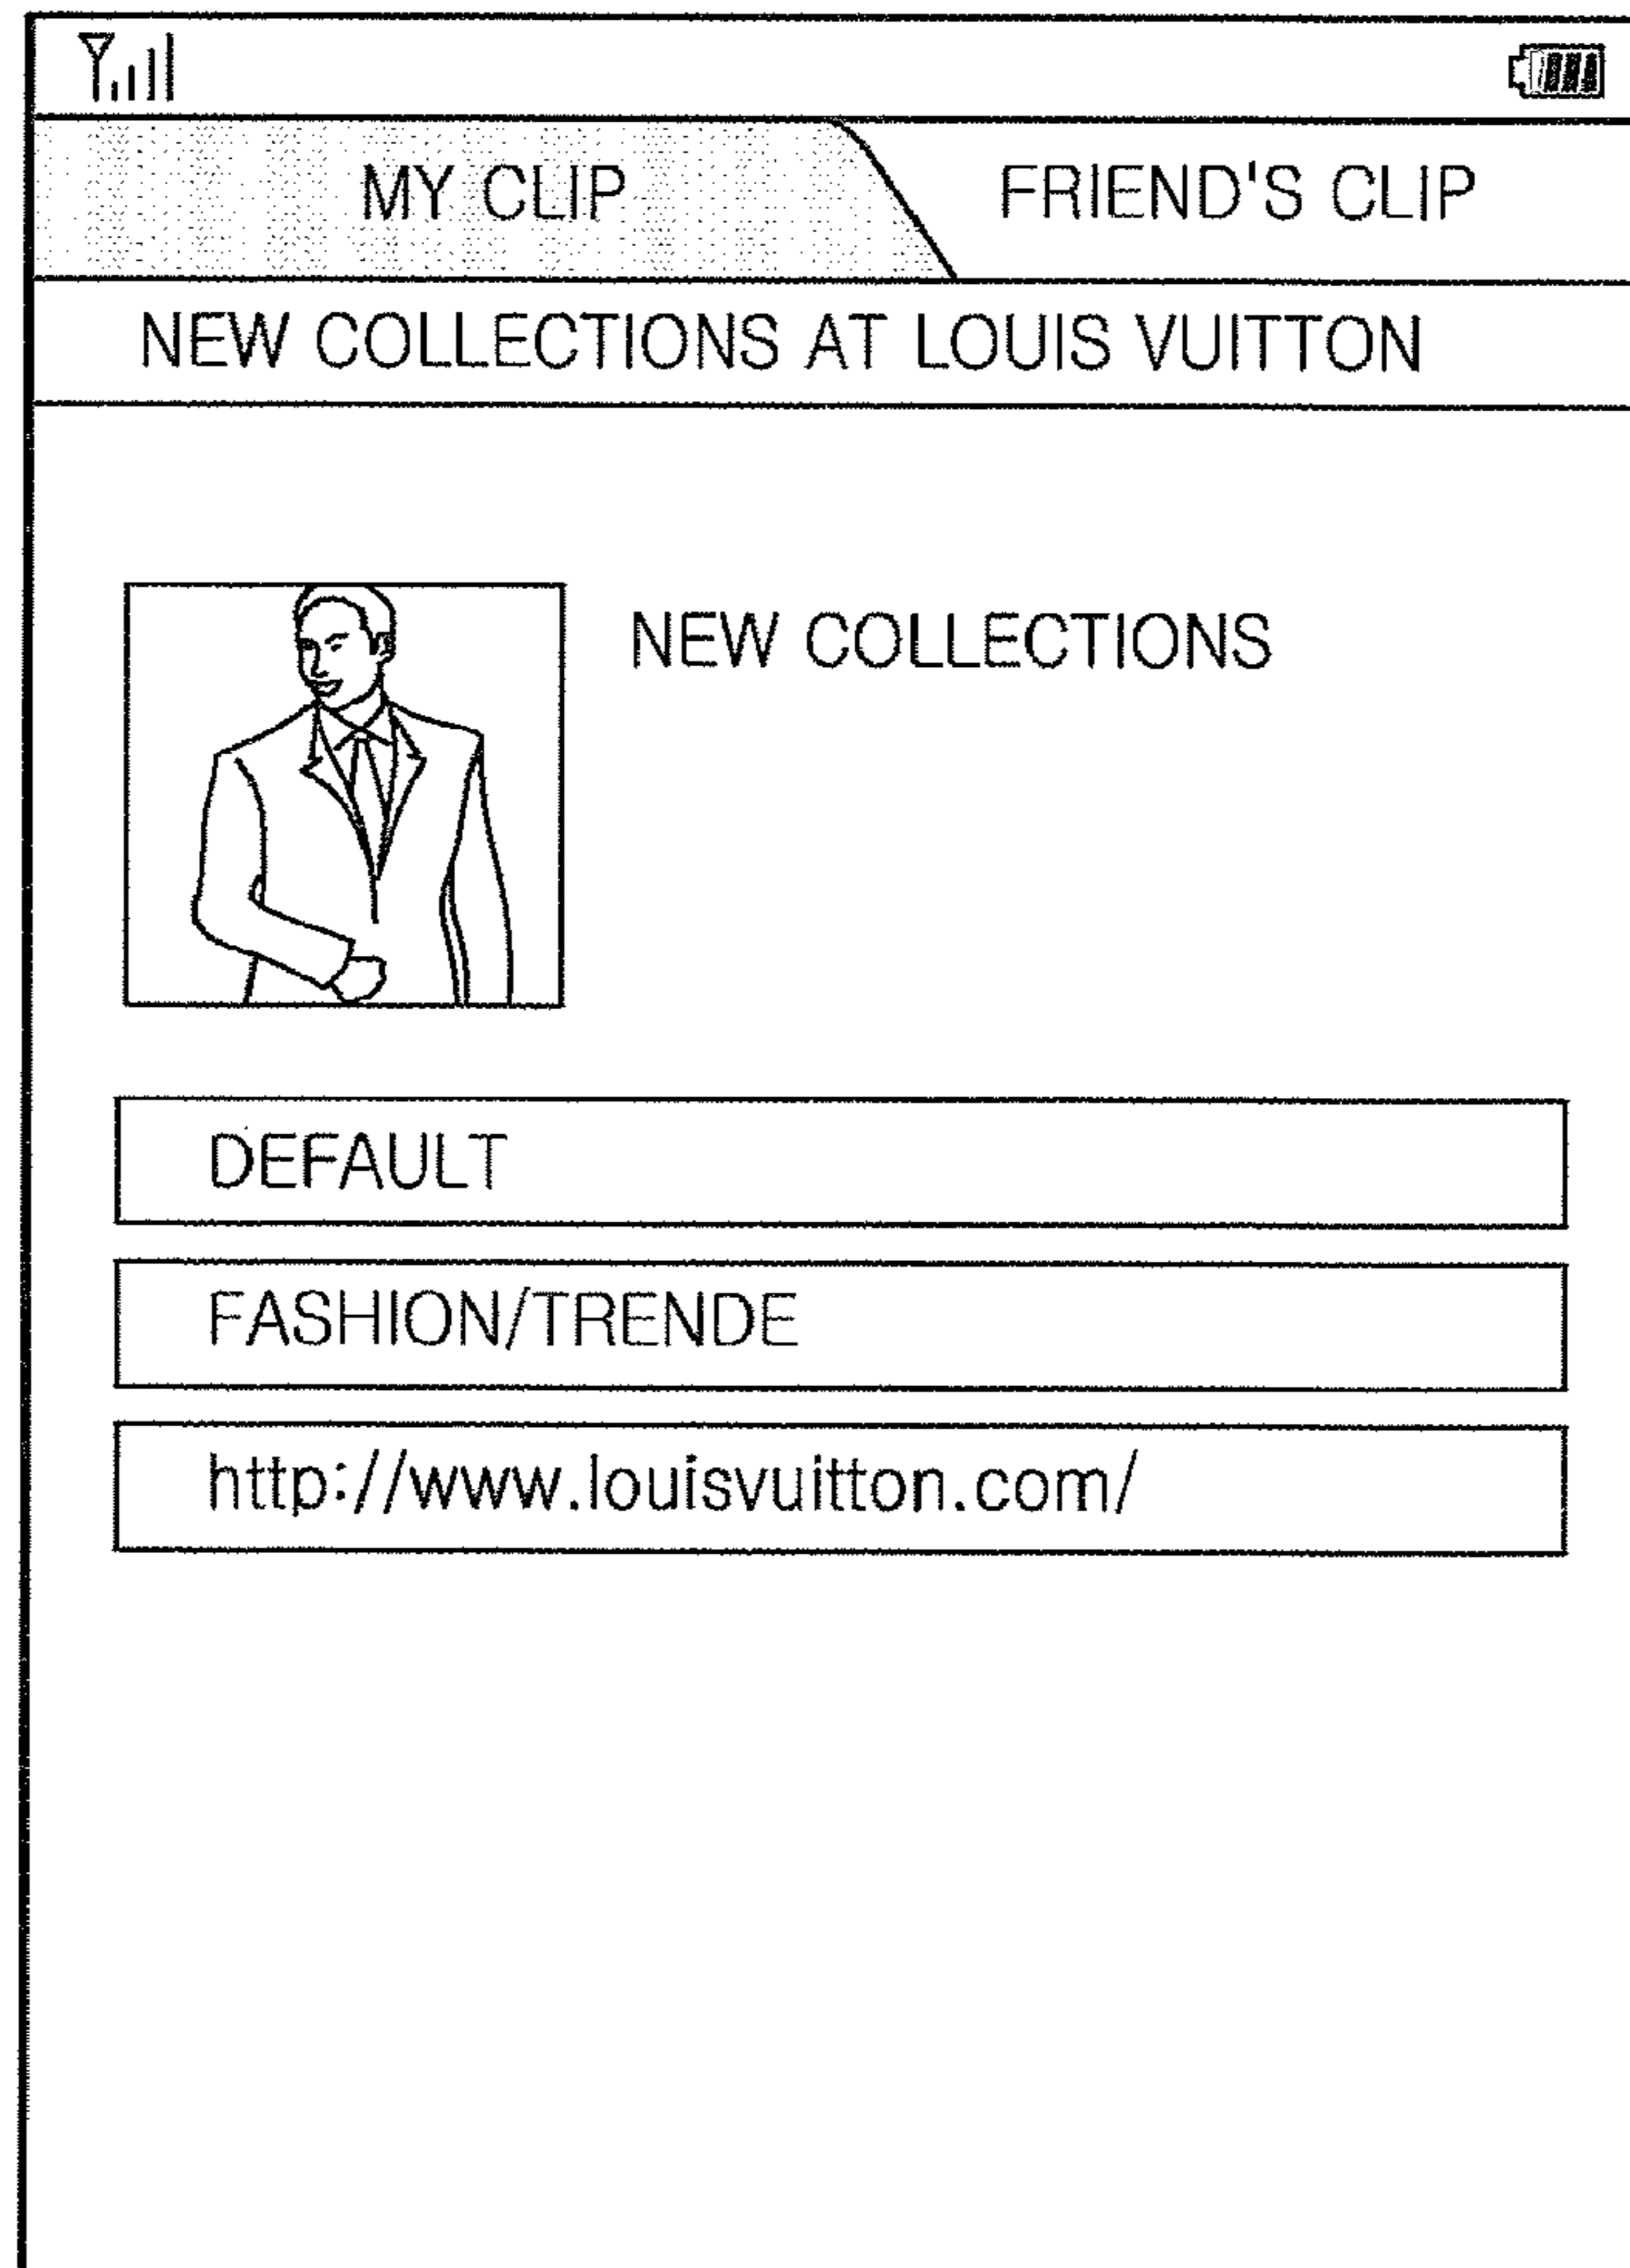 MY CLIP FRIEND'S CLIP
NEW COLLECTIONS AT LOUIS VUITTON
NEW COLLECTIONS
DEFAULT
FASHION/TRENDE
http://www.louisvuitton.com/